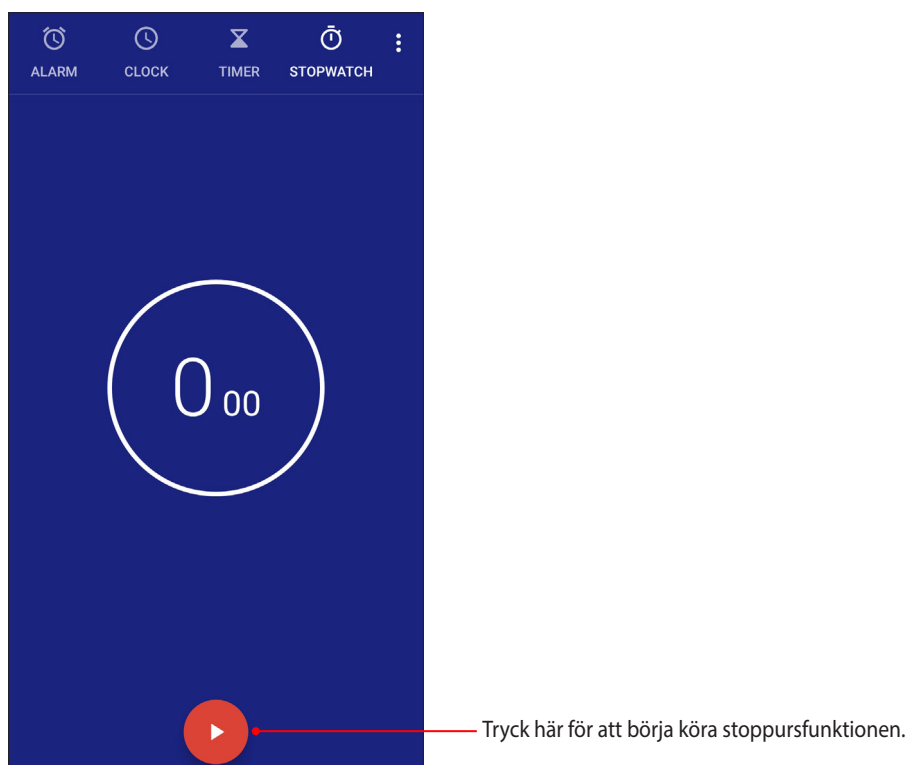 ALARM CLOCK TIMER STOPWATCH
0 00
Tryck här för att börja köra stoppursfunktionen.